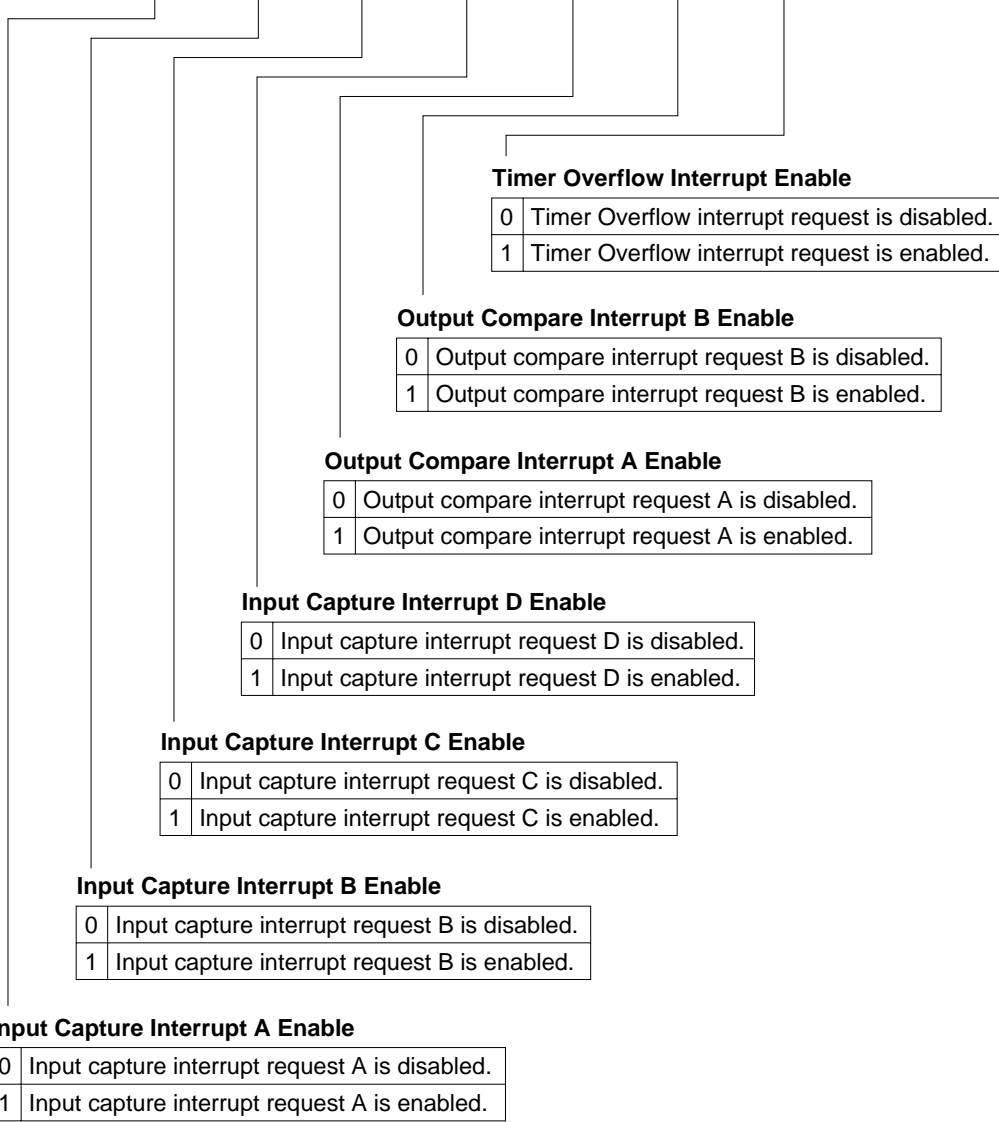 Timer Overflow Interrupt Enable
0 Timer Overflow interrupt request is disabled.
1 Timer Overflow interrupt request is enabled.
Output Compare Interrupt B Enable
0 Output compare interrupt request B is disabled.
1 Output compare interrupt request B is enabled.
Output Compare Interrupt A Enable
0 Output compare interrupt request A is disabled.
1 Output compare interrupt request A is enabled.
Input Capture Interrupt D Enable
0 Input capture interrupt request D is disabled.
1 Input capture interrupt request D is enabled.
Input Capture Interrupt C Enable
0 Input capture interrupt request C is disabled.
1 Input capture interrupt request C is enabled.
Input Capture Interrupt B Enable
0 Input capture interrupt request B is disabled.
1 Input capture interrupt request B is enabled.
nput Capture Interrupt A Enable
0 Input capture interrupt request A is disabled.
1 Input capture interrupt request A is enabled.